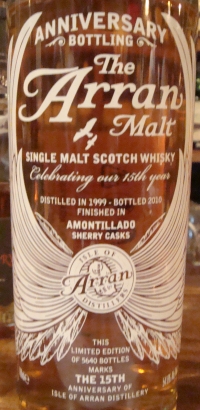 ANNIVERSARY
BOTTLING
The
Arran
Malt
SINGLE MALT SCOTCH WHISKY
Celebrating our 15th year
DISTILLED IN 1999 - BOTTLED 2010
FINISHED IN
AMONTILLADO
SHERRY CASKS
ISLE OF
Arran
DISTILLERS
THIS
LIMITED EDITION
OF 5640 BOTTLES
MARKS
THE 15TH
ANNIVERSARY OF
ISLE OF ARRAN DISTILLERY